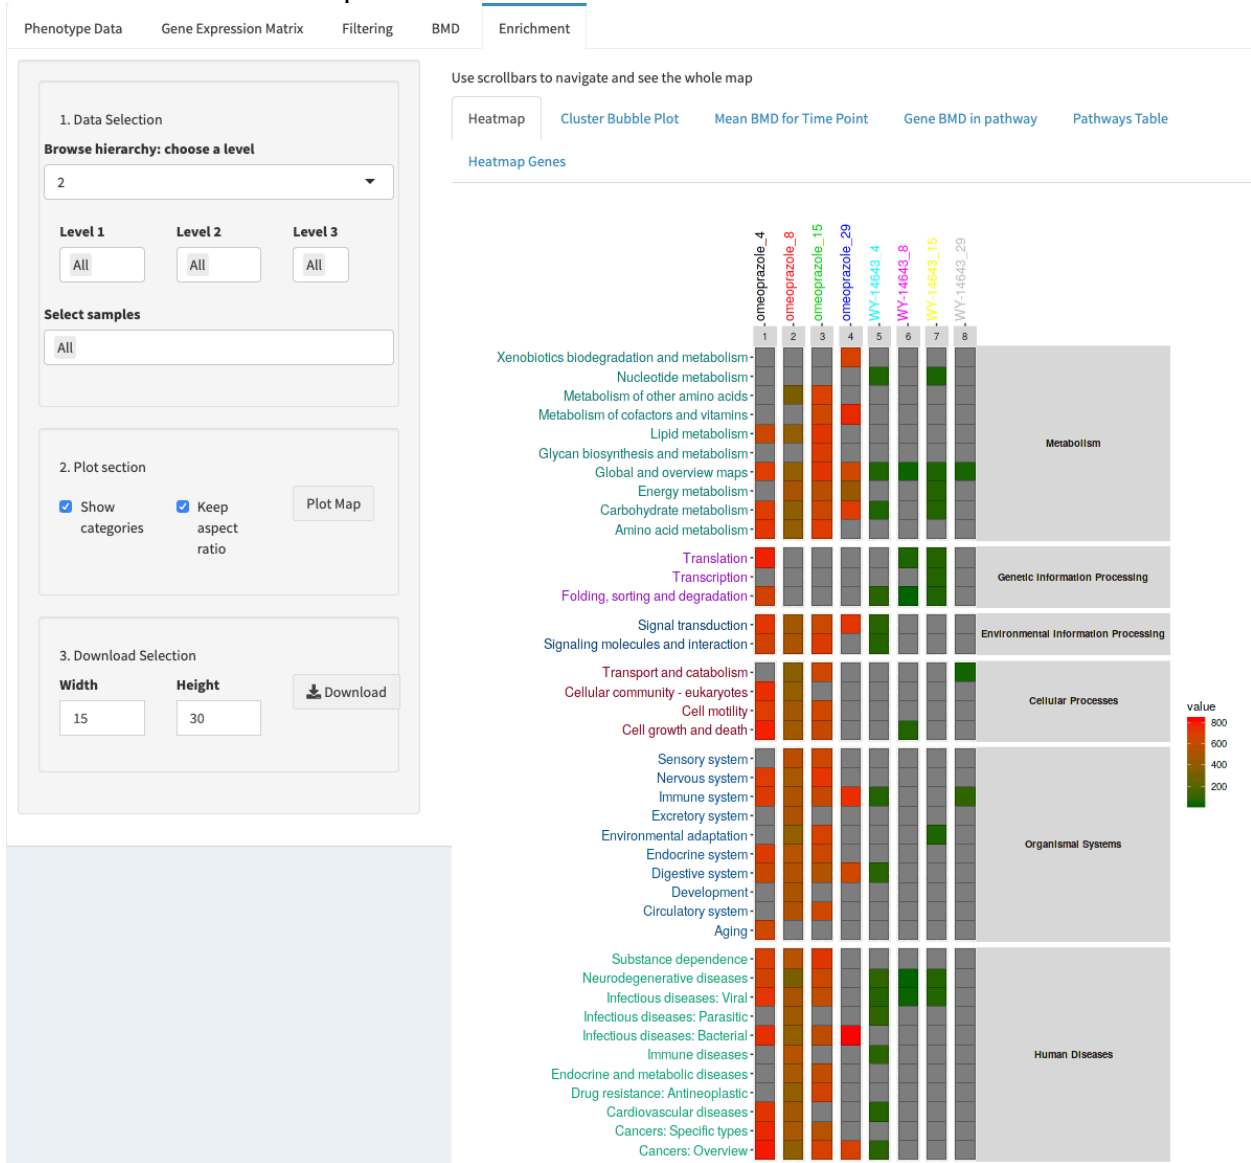 Phenotype Data Gene Expression Matrix Filtering BMD Enrichment
1. Data Selection
Browse hierarchy: choose a level
2
Level 1 Level 2 Level 3
All All All
Select samples
All
2. Plot section
Show categories
Keep aspect ratio
Plot Map
3. Download Selection
Width Height
15 30
Download
Use scrollbars to navigate and see the whole map
Heatmap Cluster Bubble Plot Mean BMD for Time Point Gene BMD in pathway Pathways Table
Heatmap Genes
omeoprazole_4
omeoprazole_8
omeoprazole_15
omeoprazole_29
WY-14643_4
WY-14643_8
WY-14643_15
WY-14643_29
1 2 3 4 5 6 7 8
Xenobiotics biodegradation and metabolism
Nucleotide metabolism
Metabolism of other amino acids
Metabolism of cofactors and vitamins
Lipid metabolism
Glycan biosynthesis and metabolism
Global and overview maps
Energy metabolism
Carbohydrate metabolism
Amino acid metabolism
Metabolism
Translation
Transcription
Folding, sorting and degradation
Genetic Information Processing
Signal transduction
Signaling molecules and interaction
Environmental Information Processing
Transport and catabolism
Cellular community - eukaryotes
Cell motility
Cell growth and death
Cellular Processes
Sensory system
Nervous system
Immune system
Excretory system
Environmental adaptation
Endocrine system
Digestive system
Development
Circulatory system
Aging
Organismal Systems
Substance dependence
Neurodegenerative diseases
Infectious diseases: Viral
Infectious diseases: Parasitic
Infectious diseases: Bacterial
Immune diseases
Endocrine and metabolic diseases
Drug resistance: Antineoplastic
Cardiovascular diseases
Cancers: Specific types
Cancers: Overview
Human Diseases
value
800
600
400
200